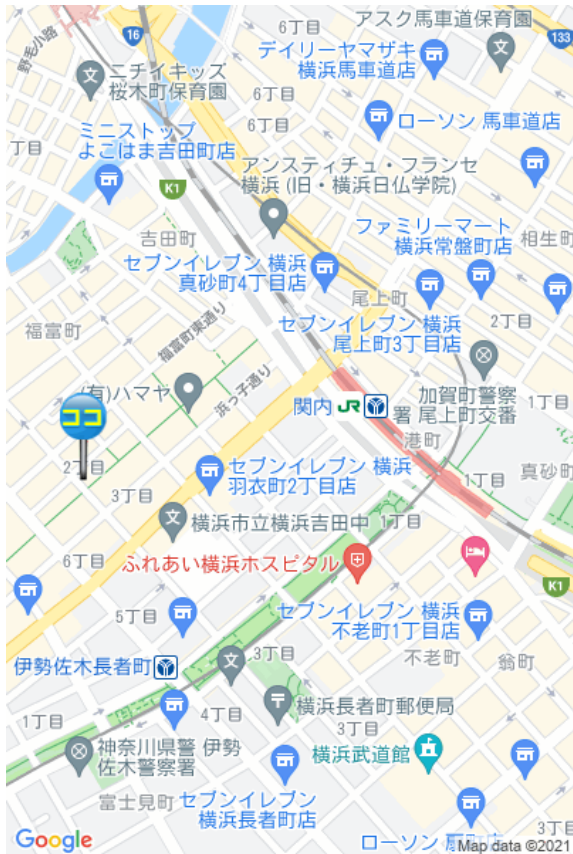 6丁目
アスク馬車道保育園
16
133
野毛小路
デイリーヤマザキ
横浜馬車道店
ニチイキッズ
桜木町保育園
6丁目
ミニストップ
よこはま吉田町店
丁目
6丁目
ローソン 馬車道店
アンスティチュ・フランセ
横浜 (旧・横浜日仏学院)
K1
吉田町
ファミリーマート
横浜常盤町店
相生町
セブンイレブン 横浜
真砂町4丁目店
尾上町
福富町
福富町東通り
セブンイレブン 横浜
尾上町3丁目店
2丁目
(有)ハマヤ
浜っ子通り
関内 JR
加賀町警察
署 尾上町交番
1丁目
ココ
港町
2丁目
3丁目
セブンイレブン 横浜
羽衣町2丁目店
1丁目
真砂町
横浜市立横浜吉田中
1丁目
6丁目
ふれあい横浜ホスピタル
K1
5丁目
セブンイレブン 横浜
不老町1丁目店
伊勢佐木長者町
3丁目
不老町
翁町
1丁目
4丁目
横浜長者町郵便局
3丁目
神奈川県警 伊勢
佐木警察署
横浜武道館
富士見町
セブンイレブン
横浜長者町店
3丁目
Google
ローソン 扇町店
Map data ©2021